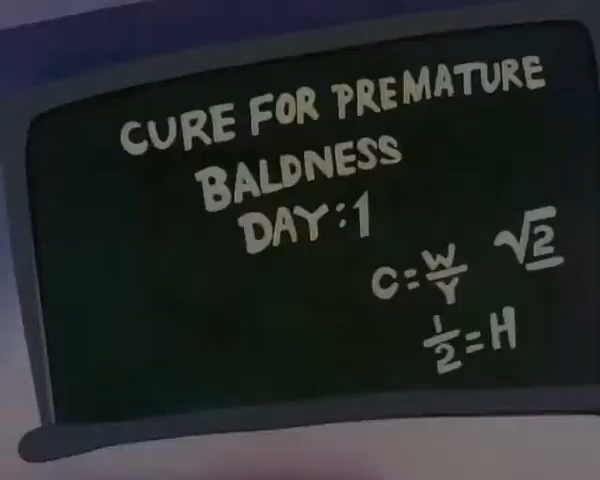 CURE FOR PREMATURE
BALDNESS
DAY:1
C=W/Y √2
1/2=H